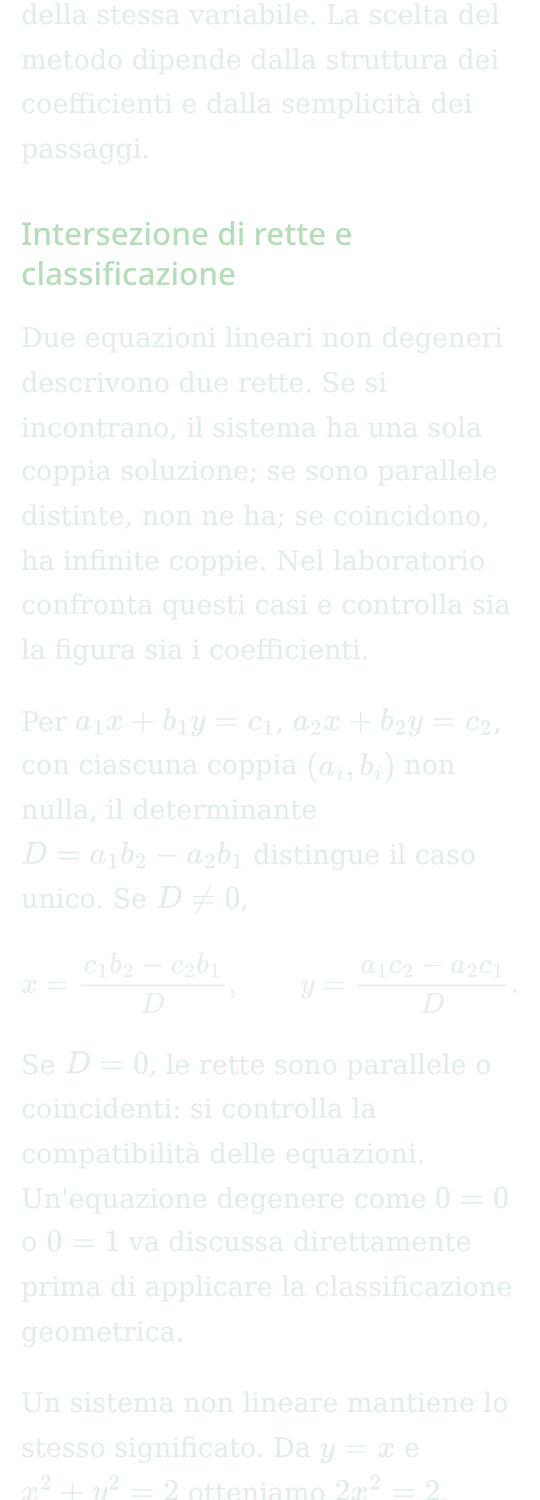 della stessa variabile. La scelta del
metodo dipende dalla struttura dei
coefficienti e dalla semplicità dei
passaggi.
Intersezione di rette e
classificazione
Due equazioni lineari non degeneri
descrivono due rette. Se si
incontrano, il sistema ha una sola
coppia soluzione; se sono parallele
distinte, non ne ha; se coincidono,
ha infinite coppie. Nel laboratorio
confronta questi casi e controlla sia
la figura sia i coefficienti.
Per a₁x + b₁y = c₁, a₂x + b₂y = c₂,
con ciascuna coppia (aᵢ, bᵢ) non
nulla, il determinante
D = a₁b₂ − a₂b₁ distingue il caso
unico. Se D ≠ 0,
x = (c₁b₂ − c₂b₁)/D, y = (a₁c₂ − a₂c₁)/D.
Se D = 0, le rette sono parallele o
coincidenti: si controlla la
compatibilità delle equazioni.
Un'equazione degenere come 0 = 0
o 0 = 1 va discussa direttamente
prima di applicare la classificazione
geometrica.
Un sistema non lineare mantiene lo
stesso significato. Da y = x e
x² + y² = 2 otteniamo 2x² = 2,